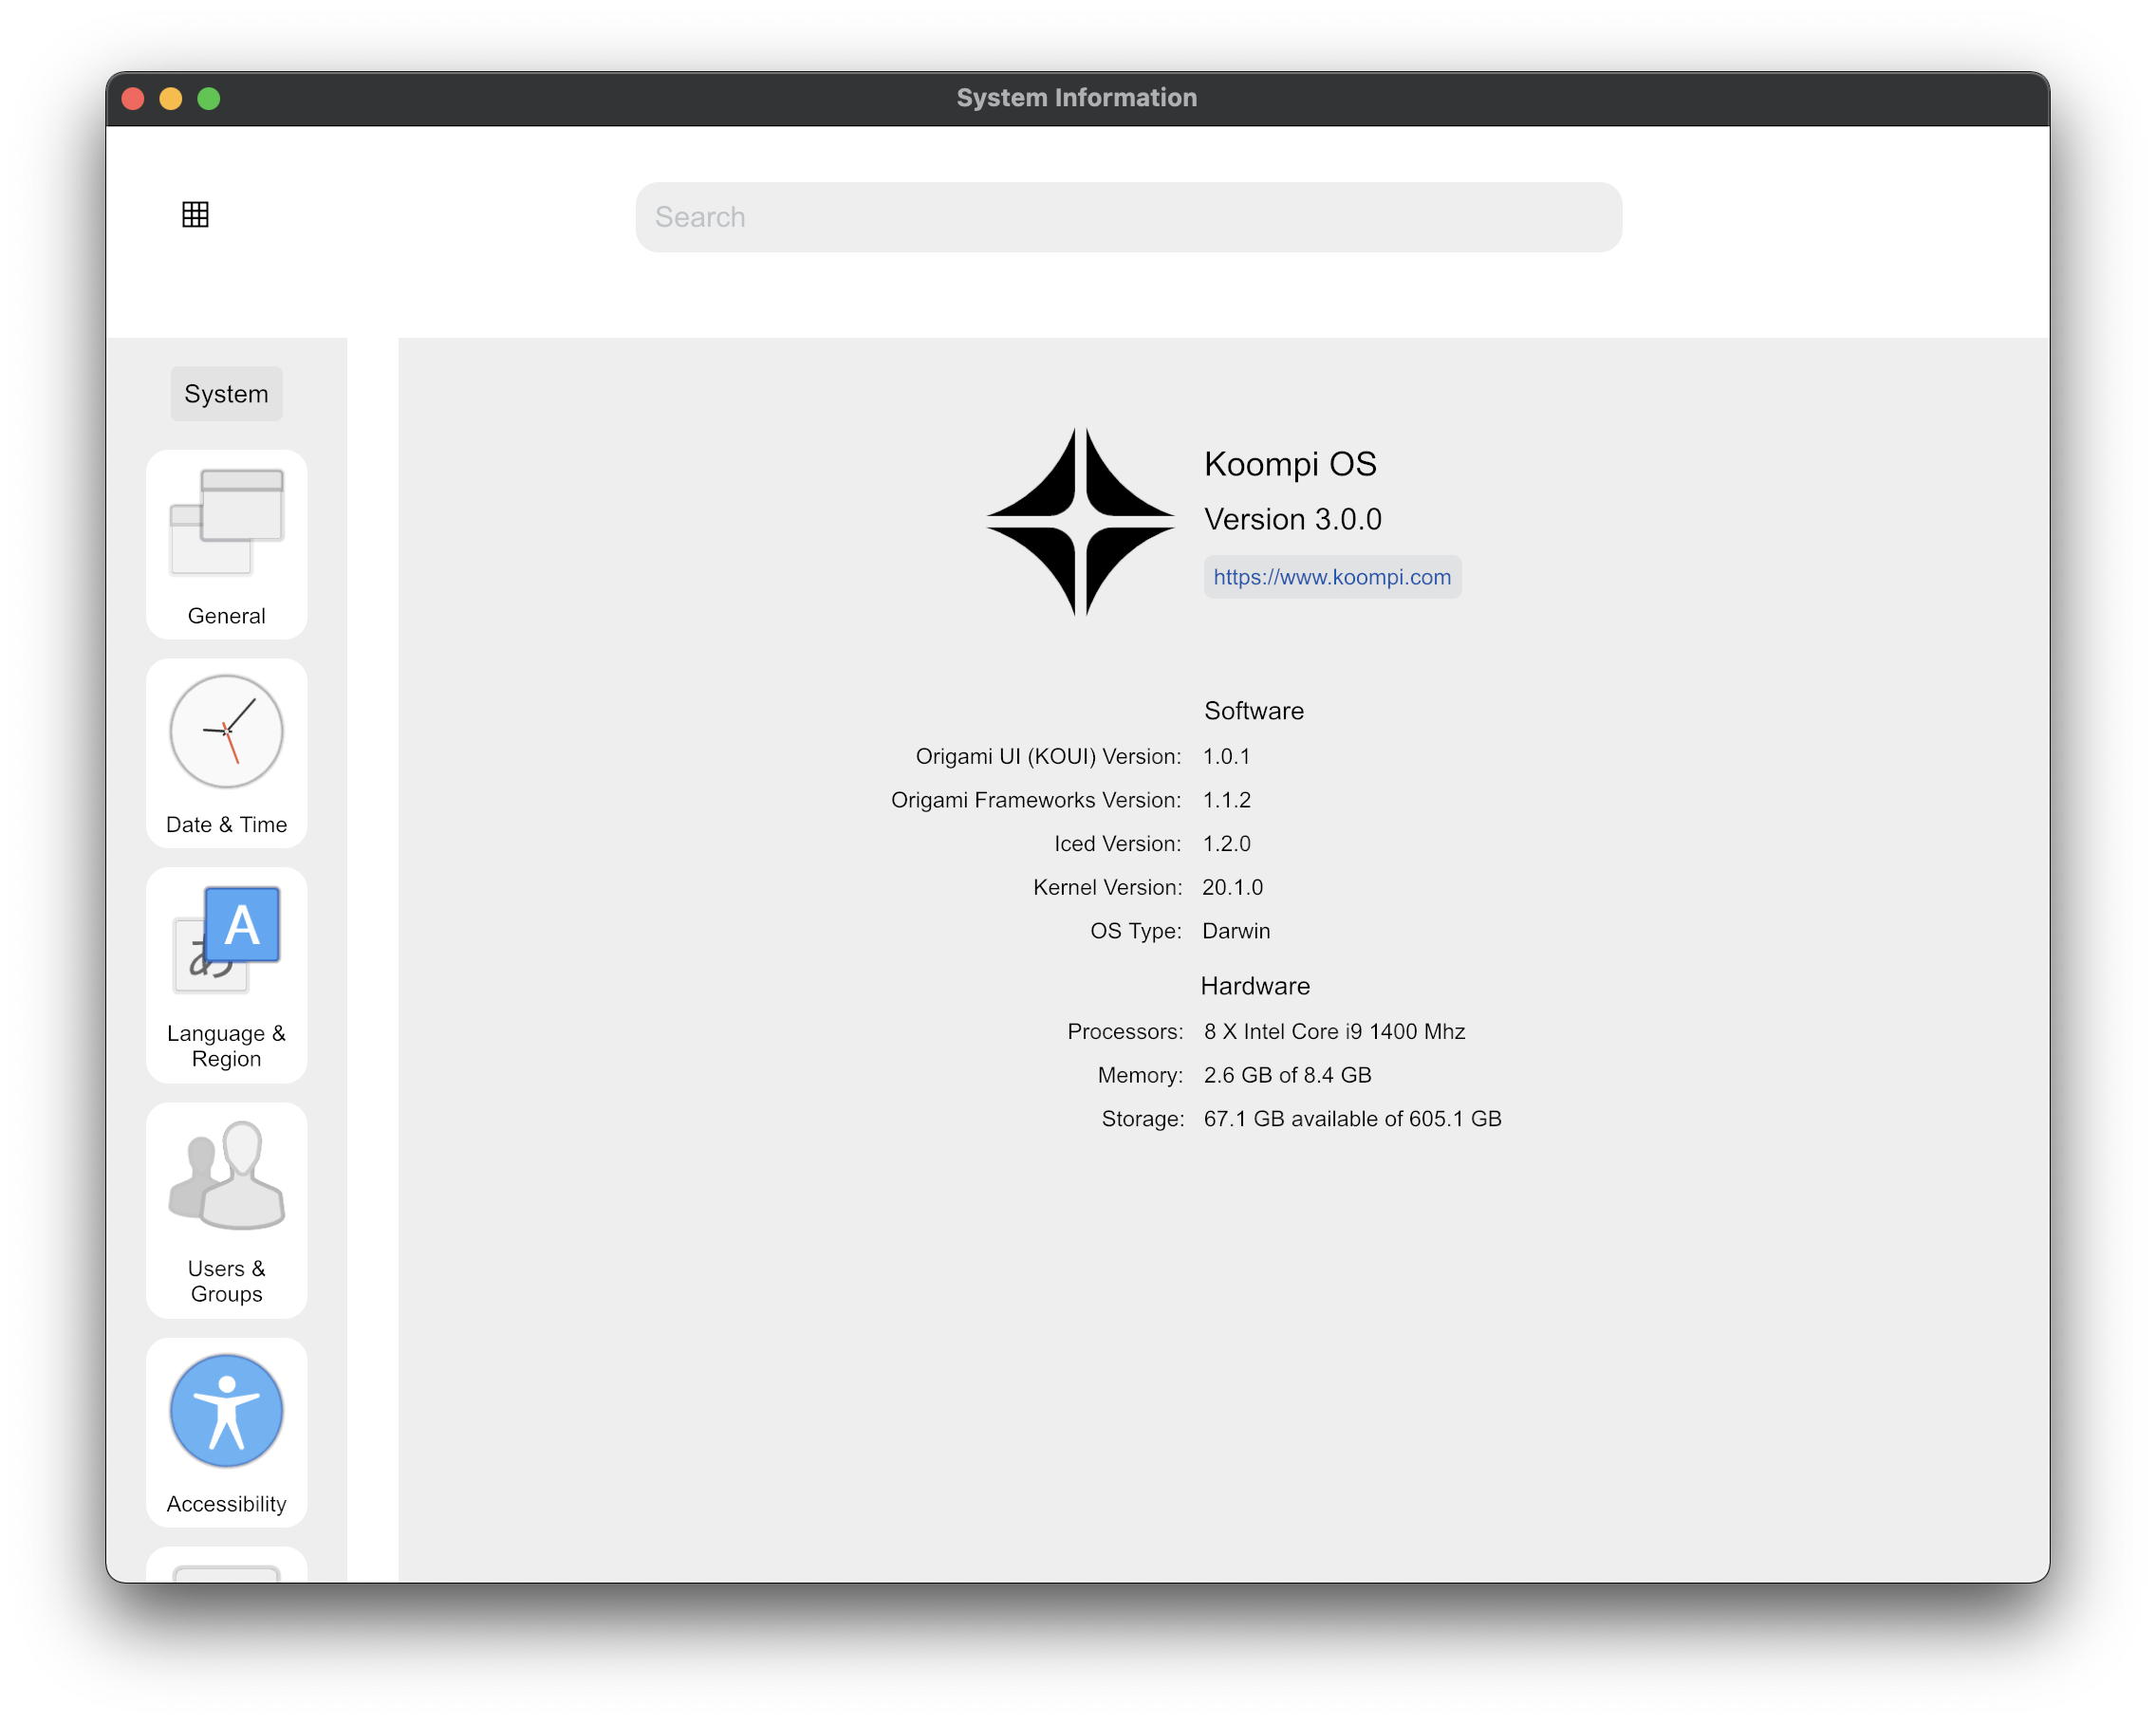 System Information
Search
System
General
Date & Time
Language &
Region
Users &
Groups
Accessibility
Koompi OS
Version 3.0.0
https://www.koompi.com
Software
Origami UI (KOUI) Version: 1.0.1
Origami Frameworks Version: 1.1.2
Iced Version: 1.2.0
Kernel Version: 20.1.0
OS Type: Darwin
Hardware
Processors: 8 X Intel Core i9 1400 Mhz
Memory: 2.6 GB of 8.4 GB
Storage: 67.1 GB available of 605.1 GB
A
あ